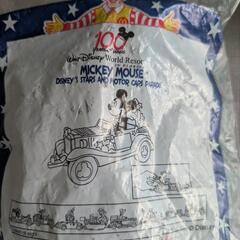 100
Walt Disney World Resort
MICKEY MOUSE
DISNEY'S STARS AND MOTOR CARS PARADE
© Disney